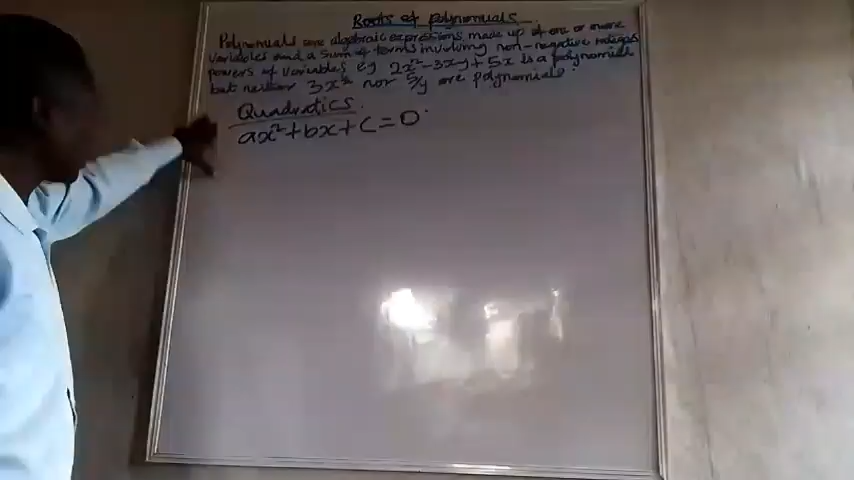 Roots of polynomials
Polynomials are algebraic expressions made up of one or more
variables and a sum of terms involving non-negative integer
powers of variables eg 2x²-3xy+5x is a polynomial
but neither nor 5/y are polynomials.
Quadratics
ax²+bx+c=0